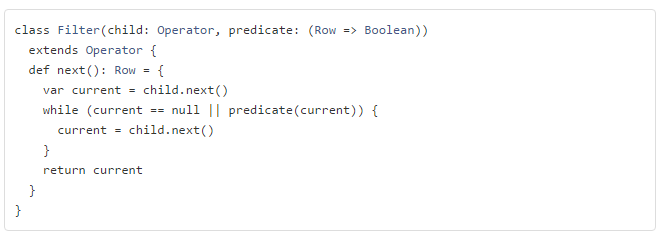 class Filter(child: Operator, predicate: (Row => Boolean))
  extends Operator {
  def next(): Row = {
    var current = child.next()
    while (current == null || predicate(current)) {
      current = child.next()
    }
    return current
  }
}